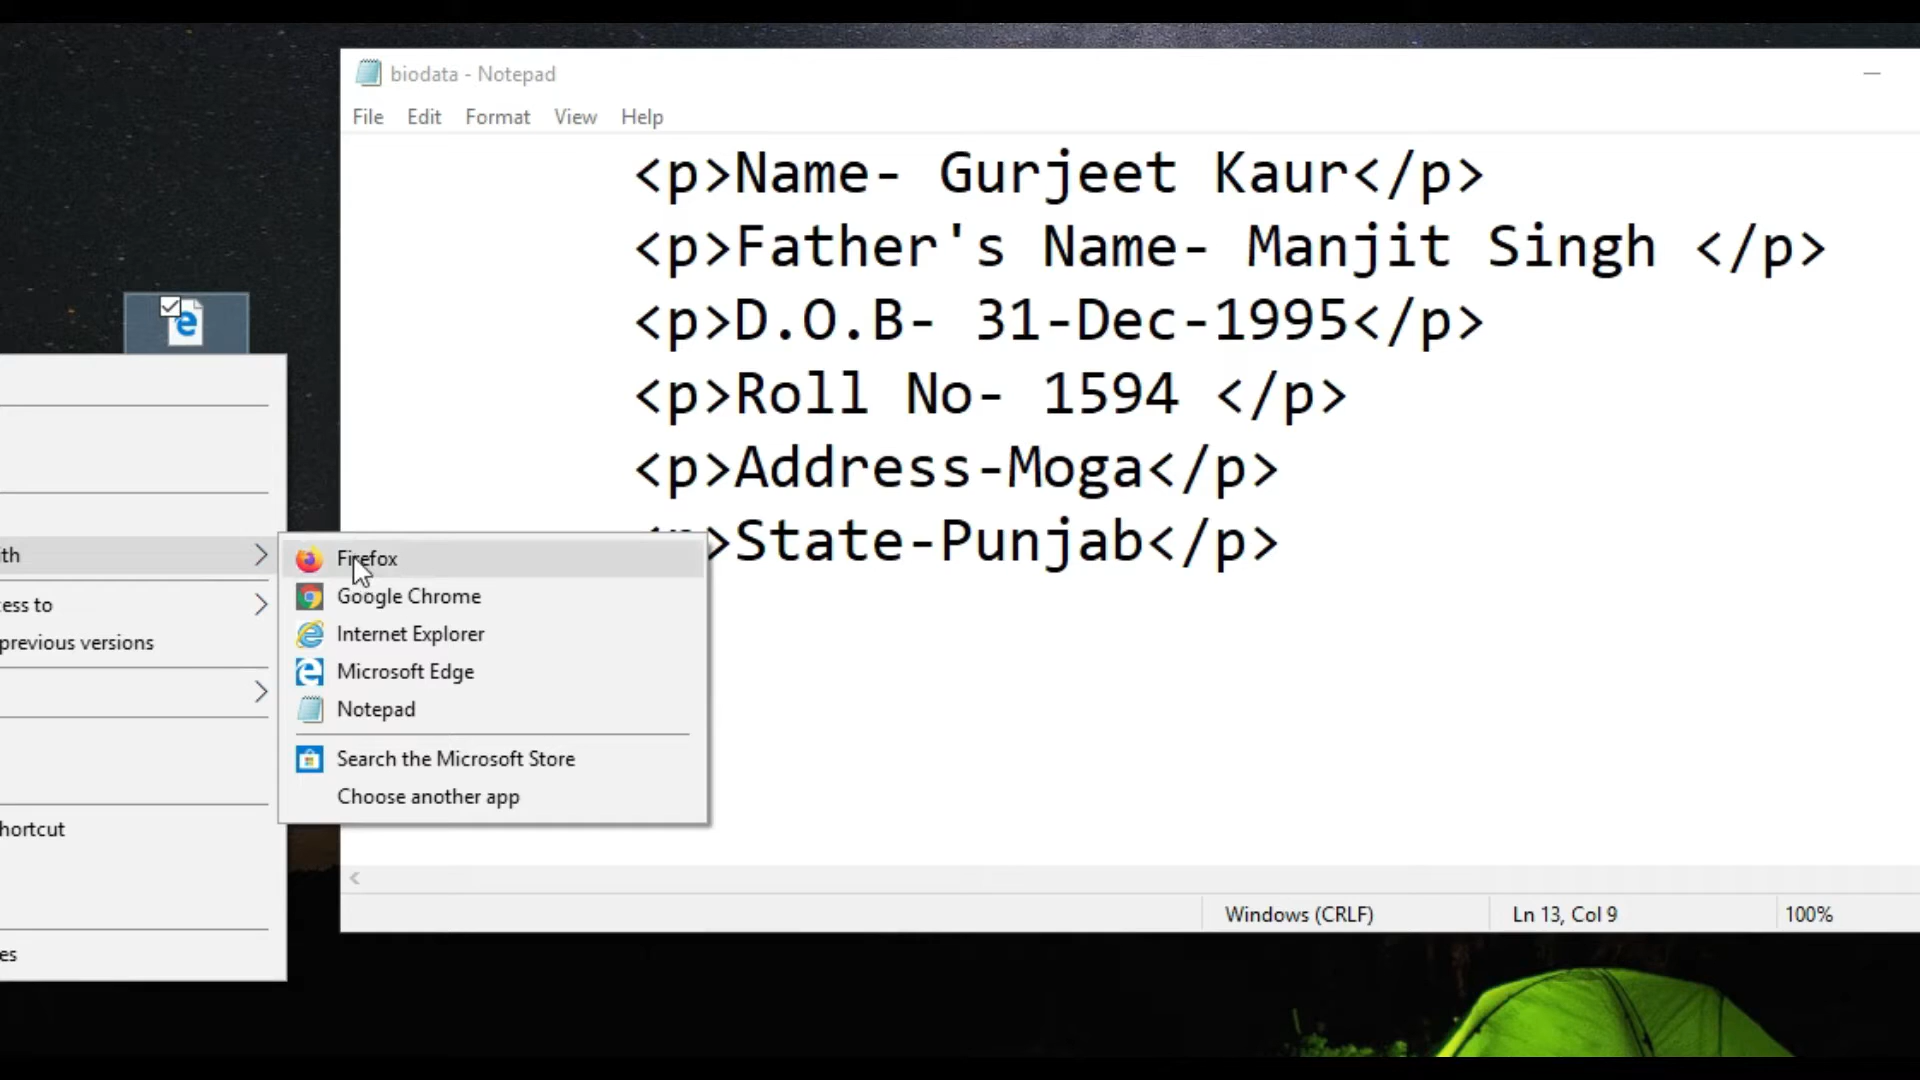 biodata - Notepad
File Edit Format View Help
<p>Name- Gurjeet Kaur</p>
<p>Father's Name- Manjit Singh </p>
<p>D.O.B- 31-Dec-1995</p>
<p>Roll No- 1594 </p>
<p>Address-Moga</p>
>State-Punjab</p>
ess to
previous versions
hortcut
es
Firefox
Google Chrome
Internet Explorer
Microsoft Edge
Notepad
Search the Microsoft Store
Choose another app
Windows (CRLF) Ln 13, Col 9 100%